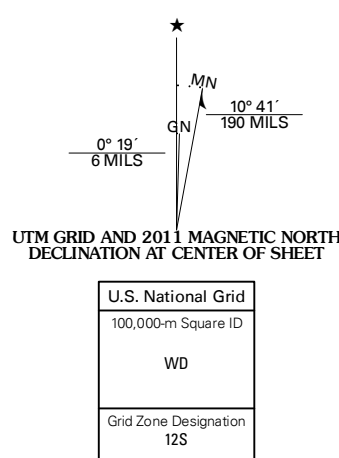 ★
MN
GN
10° 41´
190 MILS
0° 19´
6 MILS
UTM GRID AND 2011 MAGNETIC NORTH
DECLINATION AT CENTER OF SHEET
U.S. National Grid
100,000-m Square ID
WD
Grid Zone Designation
12S